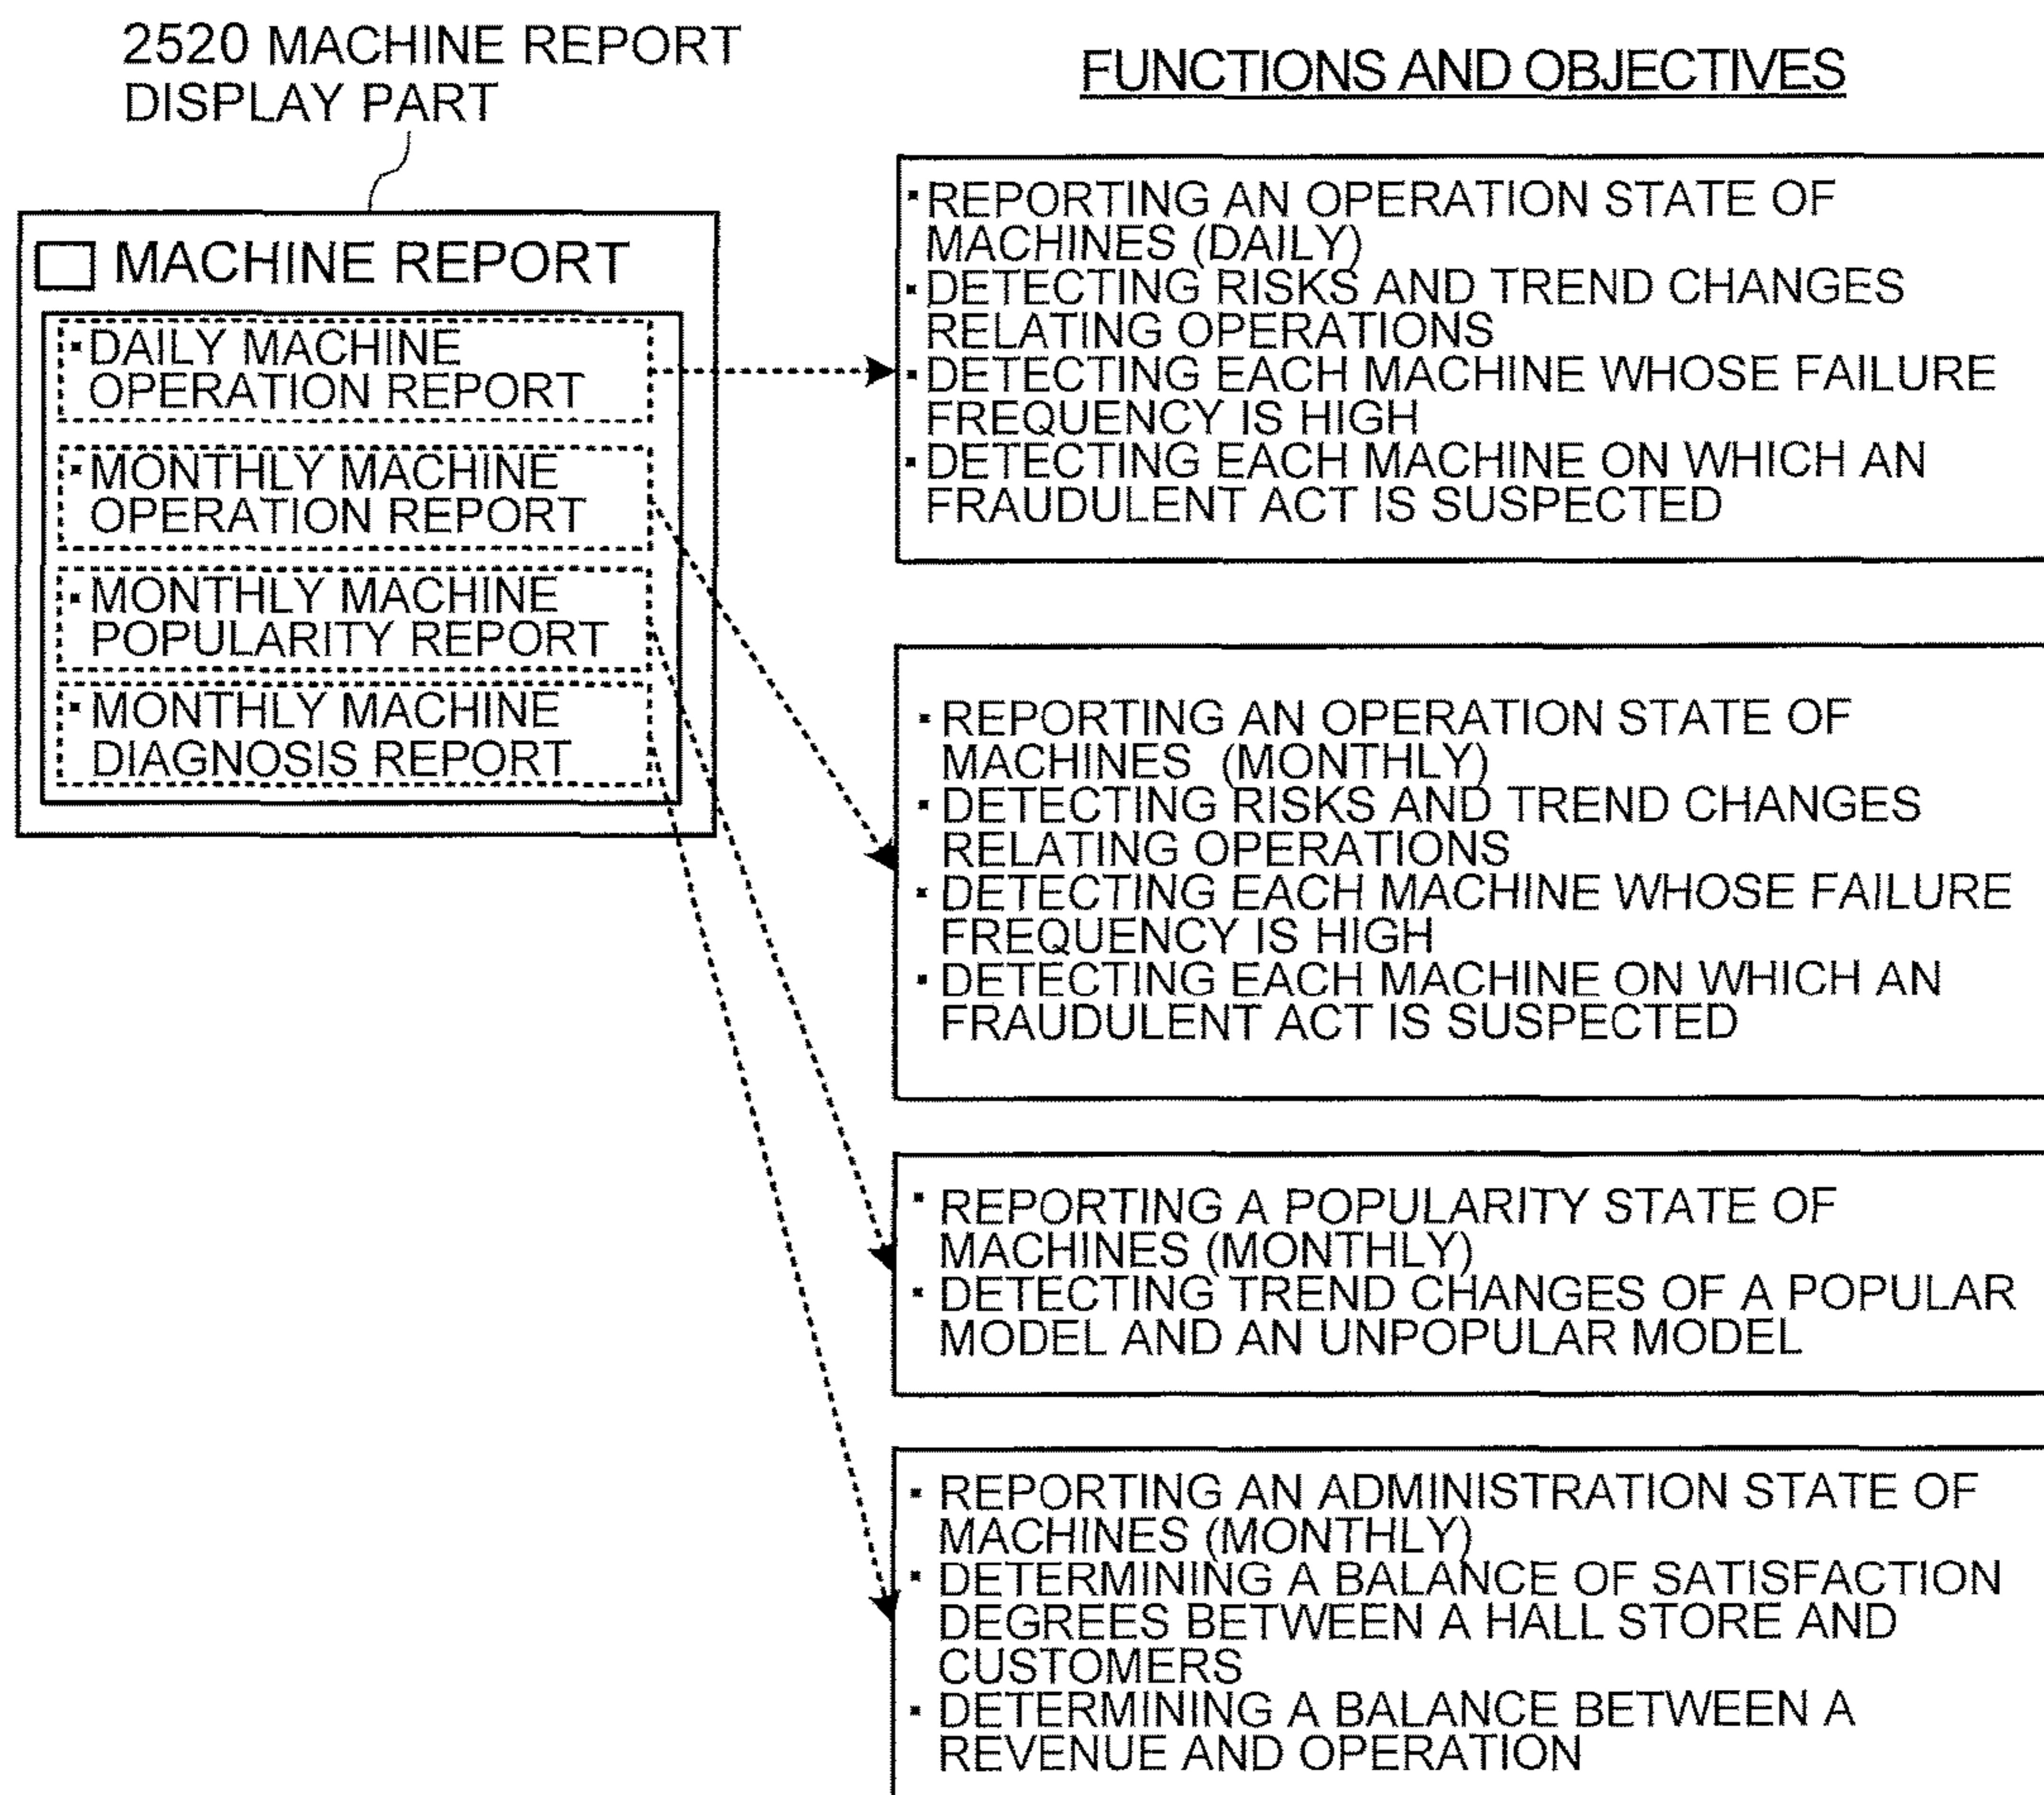 2520 MACHINE REPORT
DISPLAY PART
MACHINE REPORT
▪DAILY MACHINE
OPERATION REPORT
▪MONTHLY MACHINE
OPERATION REPORT
▪MONTHLY MACHINE
POPULARITY REPORT
▪MONTHLY MACHINE
DIAGNOSIS REPORT
FUNCTIONS AND OBJECTIVES
▪REPORTING AN OPERATION STATE OF
MACHINES (DAILY)
▪DETECTING RISKS AND TREND CHANGES
RELATING OPERATIONS
▪DETECTING EACH MACHINE WHOSE FAILURE
FREQUENCY IS HIGH
▪DETECTING EACH MACHINE ON WHICH AN
FRAUDULENT ACT IS SUSPECTED
▪REPORTING AN OPERATION STATE OF
MACHINES (MONTHLY)
▪DETECTING RISKS AND TREND CHANGES
RELATING OPERATIONS
▪DETECTING EACH MACHINE WHOSE FAILURE
FREQUENCY IS HIGH
▪DETECTING EACH MACHINE ON WHICH AN
FRAUDULENT ACT IS SUSPECTED
▪REPORTING A POPULARITY STATE OF
MACHINES (MONTHLY)
▪DETECTING TREND CHANGES OF A POPULAR
MODEL AND AN UNPOPULAR MODEL
▪REPORTING AN ADMINISTRATION STATE OF
MACHINES (MONTHLY)
▪DETERMINING A BALANCE OF SATISFACTION
DEGREES BETWEEN A HALL STORE AND
CUSTOMERS
▪DETERMINING A BALANCE BETWEEN A
REVENUE AND OPERATION